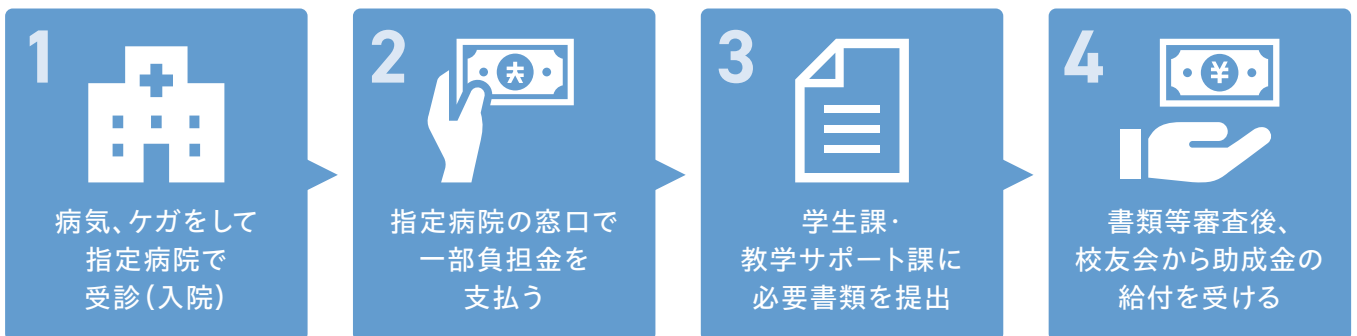 1
病気、ケガをして
指定病院で
受診(入院)
2
指定病院の窓口で
一部負担金を
支払う
3
学生課・
教学サポート課に
必要書類を提出
4
¥
書類等審査後、
校友会から助成金の
給付を受ける